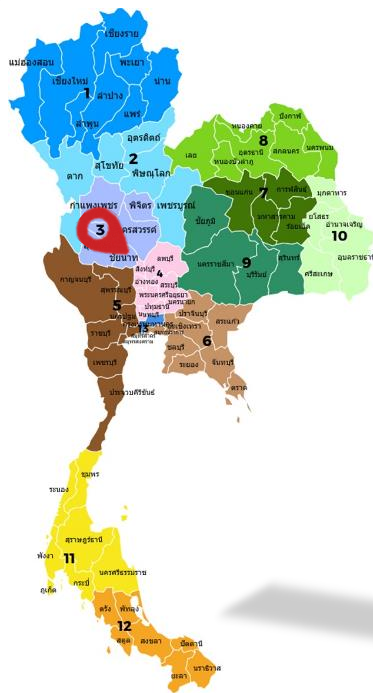 เชียงราย
แม่ฮ่องสอน
พะเยา
เชียงใหม่
น่าน
1
ลำปาง
แพร่
ลำพูน
อุตรดิตถ์
2
สุโขทัย
ตาก
พิษณุโลก
กำแพงเพชร
พิจิตร
เพชรบูรณ์
3
ครสวรรค์
ชัยนาท
บึงกาฬ
หนองคาย
8
เลย
อุดรธานี
สกลนคร
นครพนม
หนองบัวลำภู
ขอนแก่น
7
กาฬสินธุ์
มุกดาหาร
มหาสารคาม
ยโสธร
ร้อยเอ็ด
อำนาจเจริญ
10
อุบลราชธานี
ศรีสะเกษ
ชัยภูมิ
นครราชสีมา
9
บุรีรัมย์
สุรินทร์
ลพบุรี
สิงห์บุรี
4
อ่างทอง
สระบุรี
พระนครศรีอยุธยา
นครนายก
ปทุมธานี
นนทบุรี
กรุงเทพมหานคร
13
กาญจนบุรี
สุพรรณบุรี
5
นครปฐม
ราชบุรี
เพชรบุรี
ประจวบคีรีขันธ์
ปราจีนบุรี
ฉะเชิงเทรา
สระแก้ว
ชลบุรี
6
ระยอง
จันทบุรี
ตราด
ชุมพร
ระนอง
สุราษฎร์ธานี
พังงา
11
นครศรีธรรมราช
ภูเก็ต
กระบี่
ตรัง
พัทลุง
12
สตูล
สงขลา
ปัตตานี
ยะลา
นราธิวาส